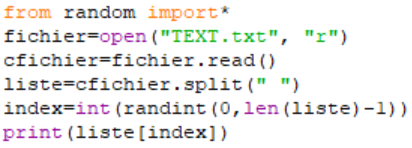 from random import*
fichier=open("TEXT.txt", "r")
cfichier=fichier.read()
liste=cfichier.split(" ")
index=int(randint(0,len(liste)-1))
print(liste[index])